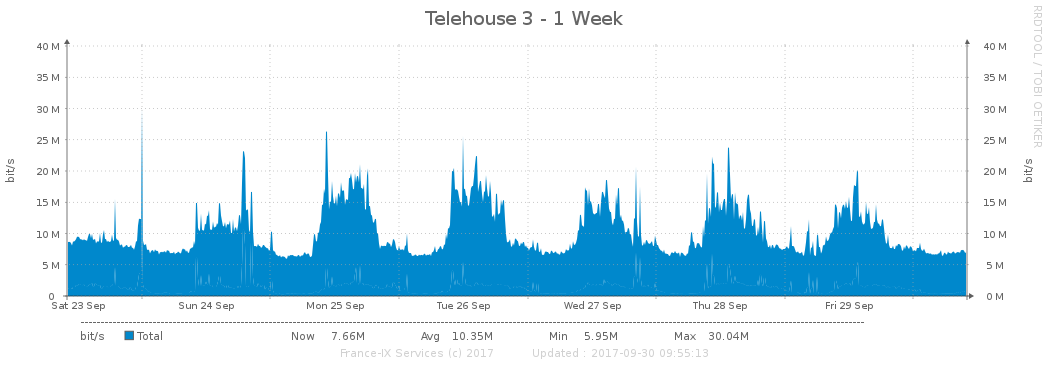 Telehouse 3 - 1 Week
RRDTOOL / TOBI OETIKER
bit/s
bit/s
40 M 40 M
35 M 35 M
30 M 30 M
25 M 25 M
20 M 20 M
15 M 15 M
10 M 10 M
5 M 5 M
0 0 M
Sat 23 Sep Sun 24 Sep Mon 25 Sep Tue 26 Sep Wed 27 Sep Thu 28 Sep Fri 29 Sep
bit/s Total Now 7.66M Avg 10.35M Min 5.95M Max 30.04M
France-IX Services (c) 2017 Updated : 2017-09-30 09:55:13